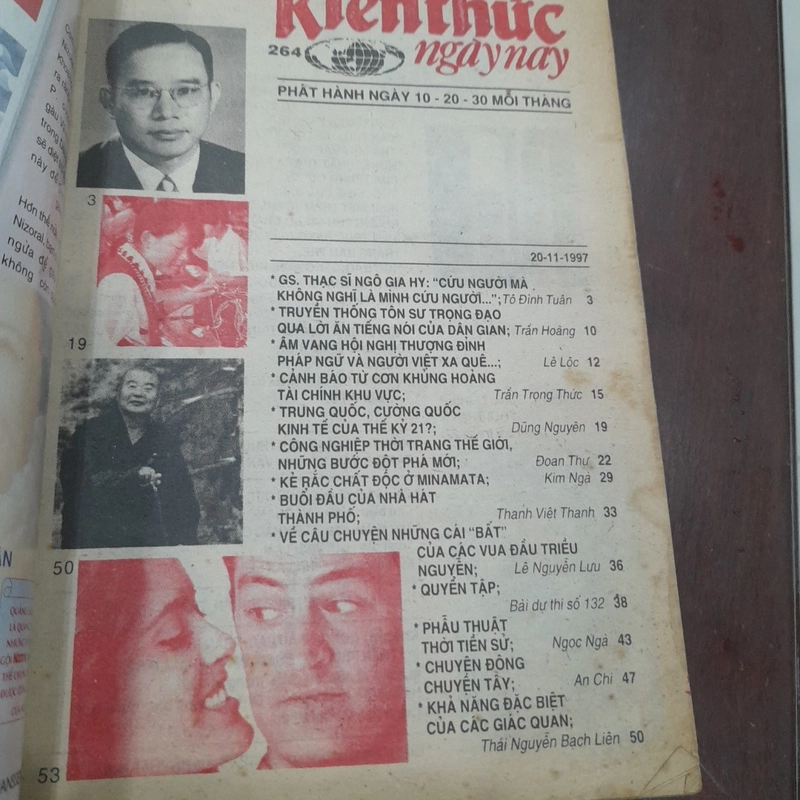 Kiến thức
264 ngày nay
PHÁT HÀNH NGÀY 10 - 20 - 30 MỖI THÁNG
20-11-1997
* GS. THẠC SĨ NGÔ GIA HY: “CỨU NGƯỜI MÀ
KHÔNG NGHĨ LÀ MÌNH CỨU NGƯỜI...”; Tô Đình Tuân 3
* TRUYỀN THỐNG TÔN SƯ TRỌNG ĐẠO
QUA LỜI ĂN TIẾNG NÓI CỦA DÂN GIAN; Trần Hoàng 10
* ÂM VANG HỘI NGHỊ THƯỢNG ĐỈNH
PHÁP NGỮ VÀ NGƯỜI VIỆT XA QUÊ...; Lê Lộc 12
* CẢNH BÁO TỪ CƠN KHỦNG HOẢNG
TÀI CHÍNH KHU VỰC; Trần Trọng Thức 15
* TRUNG QUỐC, CƯỜNG QUỐC
KINH TẾ CỦA THẾ KỶ 21?; Dũng Nguyên 19
* CÔNG NGHIỆP THỜI TRANG THẾ GIỚI,
NHỮNG BƯỚC ĐỘT PHÁ MỚI; Đoan Thư 22
* KẺ RẮC CHẤT ĐỘC Ở MINAMATA; Kim Ngà 29
* BUỔI ĐẦU CỦA NHÀ HÁT
THÀNH PHỐ; Thanh Việt Thanh 33
* VỀ CÂU CHUYỆN NHỮNG CÁI “BẤT”
CỦA CÁC VUA ĐẦU TRIỀU
NGUYỄN; Lê Nguyễn Lưu 36
* QUYỀN TẬP;
Bài dự thi số 132 38
* PHẪU THUẬT
THỜI TIỀN SỬ; Ngọc Ngà 43
* CHUYỆN ĐÔNG
CHUYỆN TÂY; An Chi 47
* KHẢ NĂNG ĐẶC BIỆT
CỦA CÁC GIÁC QUAN;
Thái Nguyễn Bạch Liên 50
3
19
50
53
Hơn thế nữa
Nizoral
ngứa
không